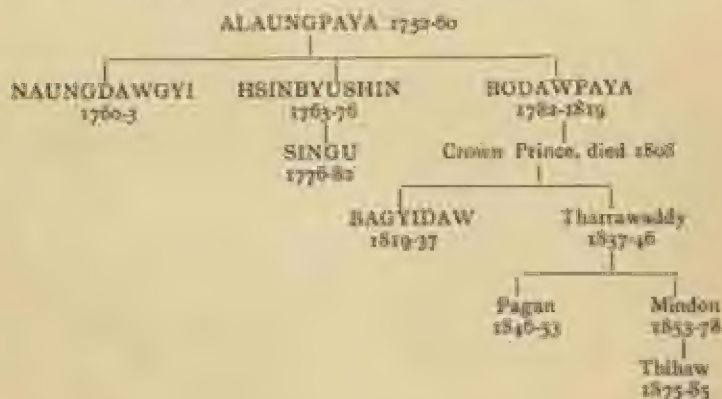 ALAUNGPAYA 1752-60
NAUNGDAWGYI HSINBYUSHIN BODAWPAYA
1760-3 1763-76 1782-1819
SINGU Crown Prince, died 1808
1776-82
BAGYIDAW Tharrawaddy
1819-37 1837-46
Pagan Mindon
1846-53 1853-78
Thibaw
1875-85